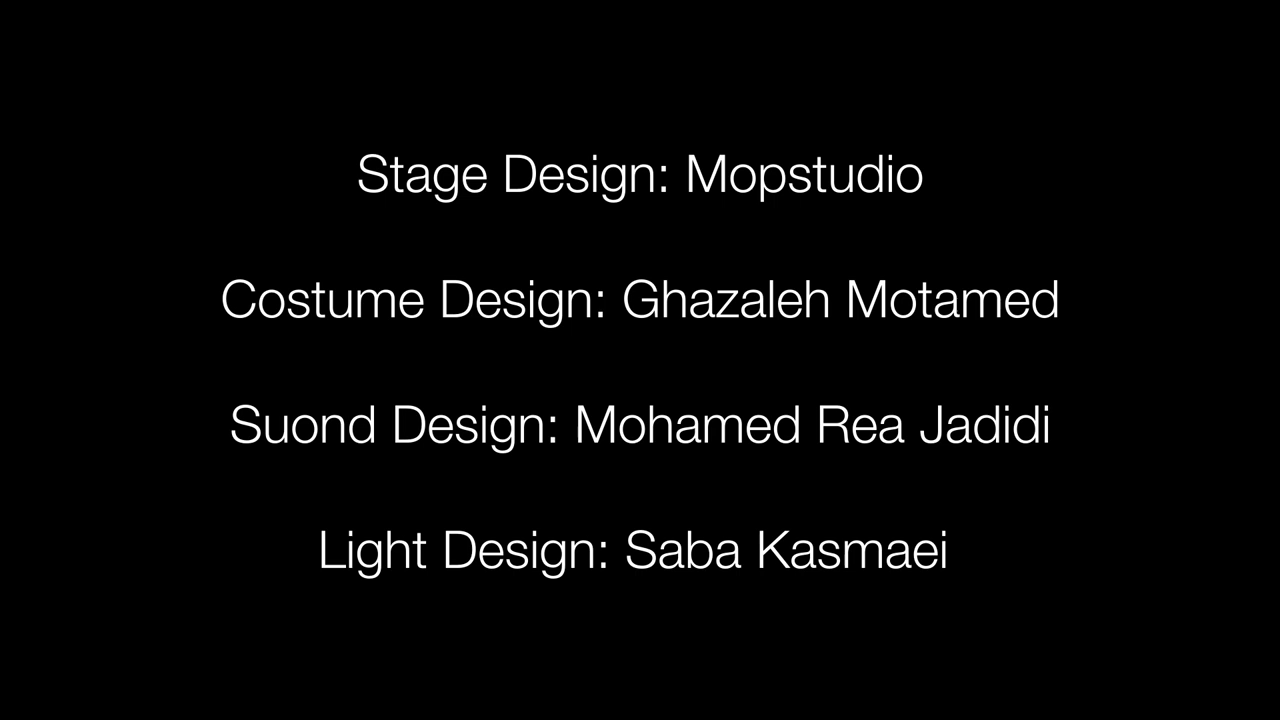 Stage Design: Mopstudio
Costume Design: Ghazaleh Motamed
Suond Design: Mohamed Rea Jadidi
Light Design: Saba Kasmaei